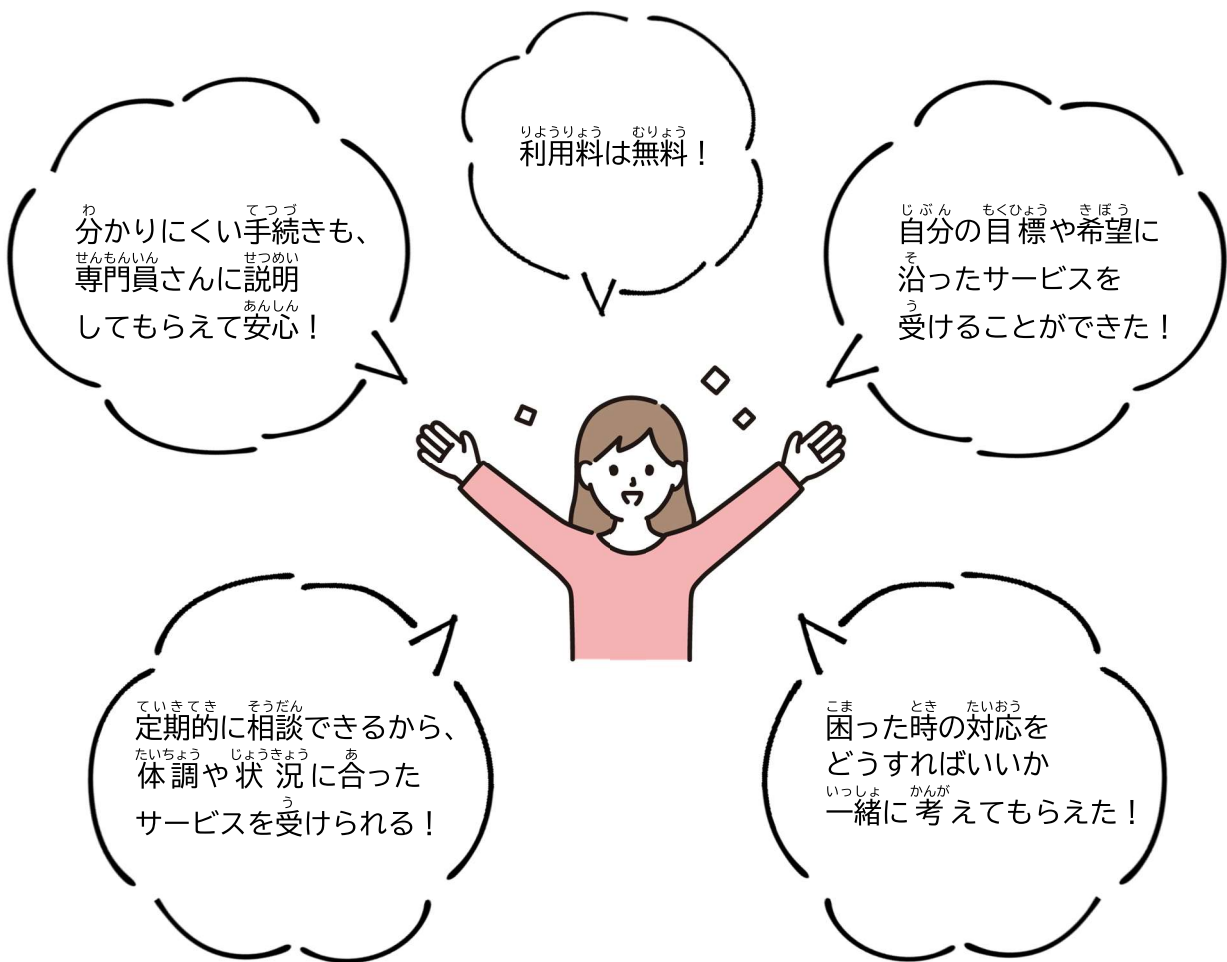 利用料は無料！
分かりにくい手続きも、
専門員さんに説明
してもらえて安心！
自分の目標や希望に
沿ったサービスを
受けることができた！
定期的に相談できるから、
体調や状況に合った
サービスを受けられる！
困った時の対応を
どうすればいいか
一緒に考えてもらえた！